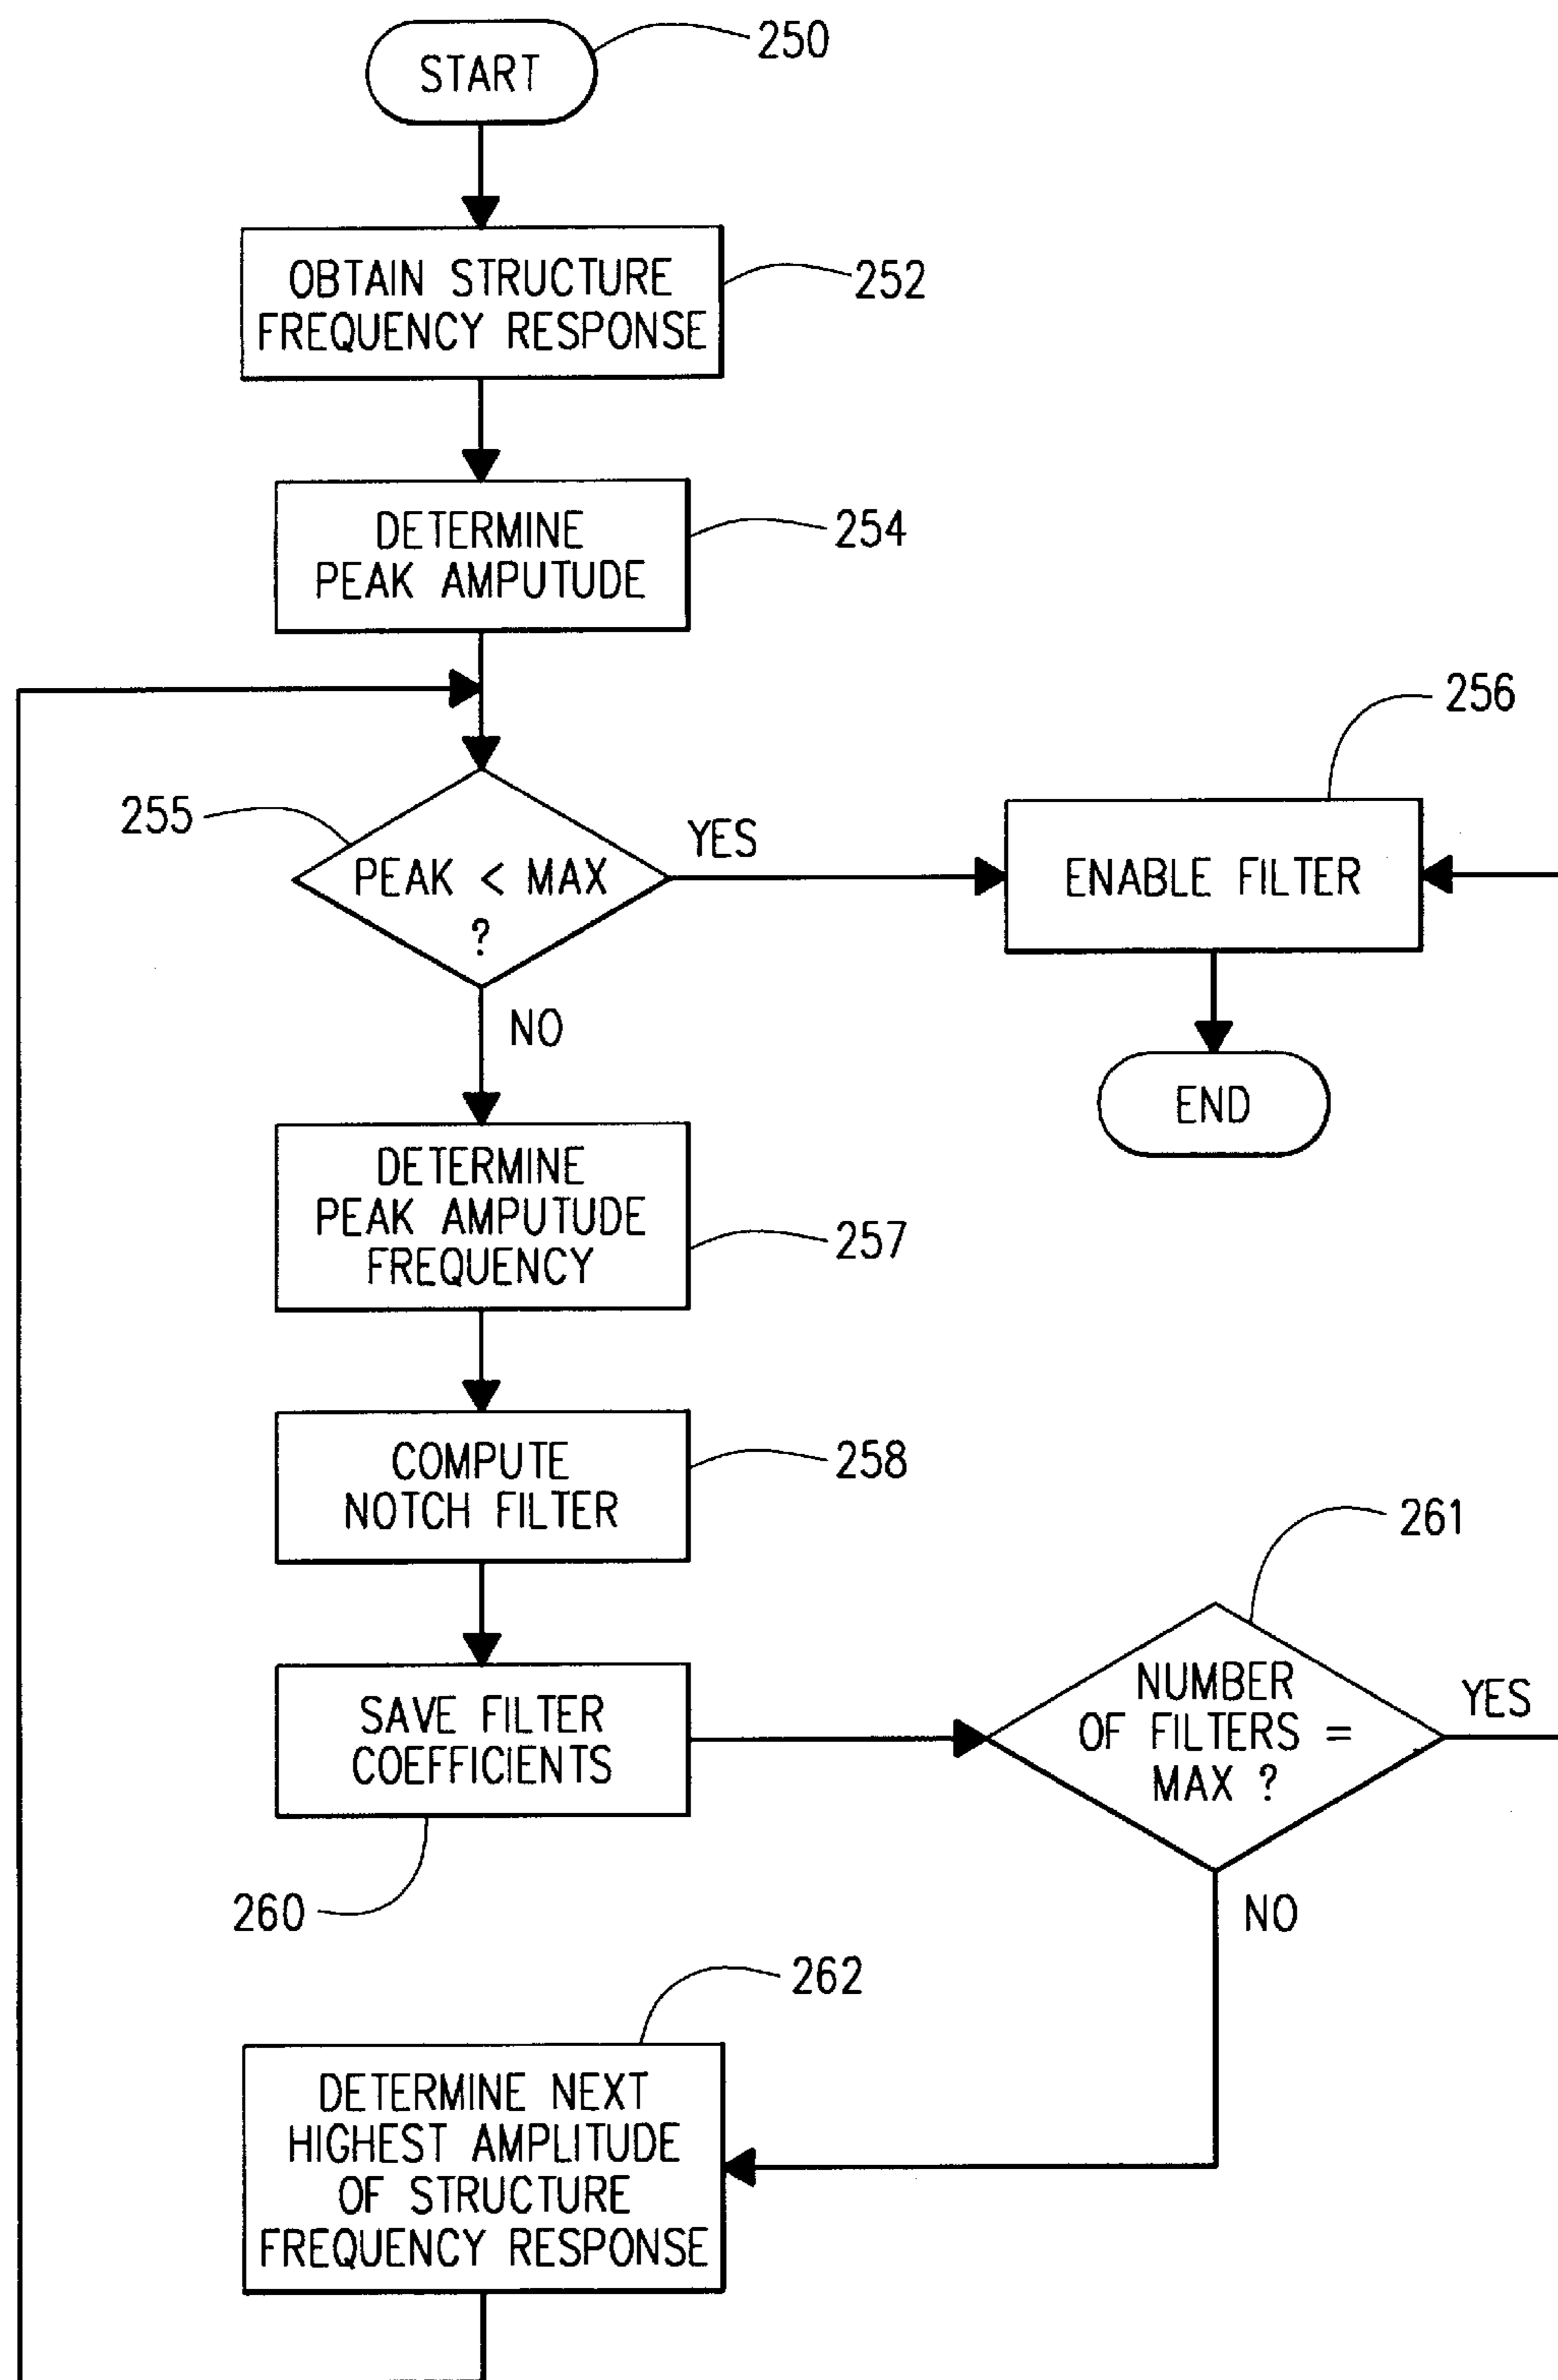 START
250
OBTAIN STRUCTURE
FREQUENCY RESPONSE
252
DETERMINE
PEAK AMPUTUDE
254
255
PEAK < MAX
?
YES
NO
256
ENABLE FILTER
END
DETERMINE
PEAK AMPUTUDE
FREQUENCY
257
COMPUTE
NOTCH FILTER
258
SAVE FILTER
COEFFICIENTS
260
261
NUMBER
OF FILTERS =
MAX ?
YES
NO
262
DETERMINE NEXT
HIGHEST AMPLITUDE
OF STRUCTURE
FREQUENCY RESPONSE